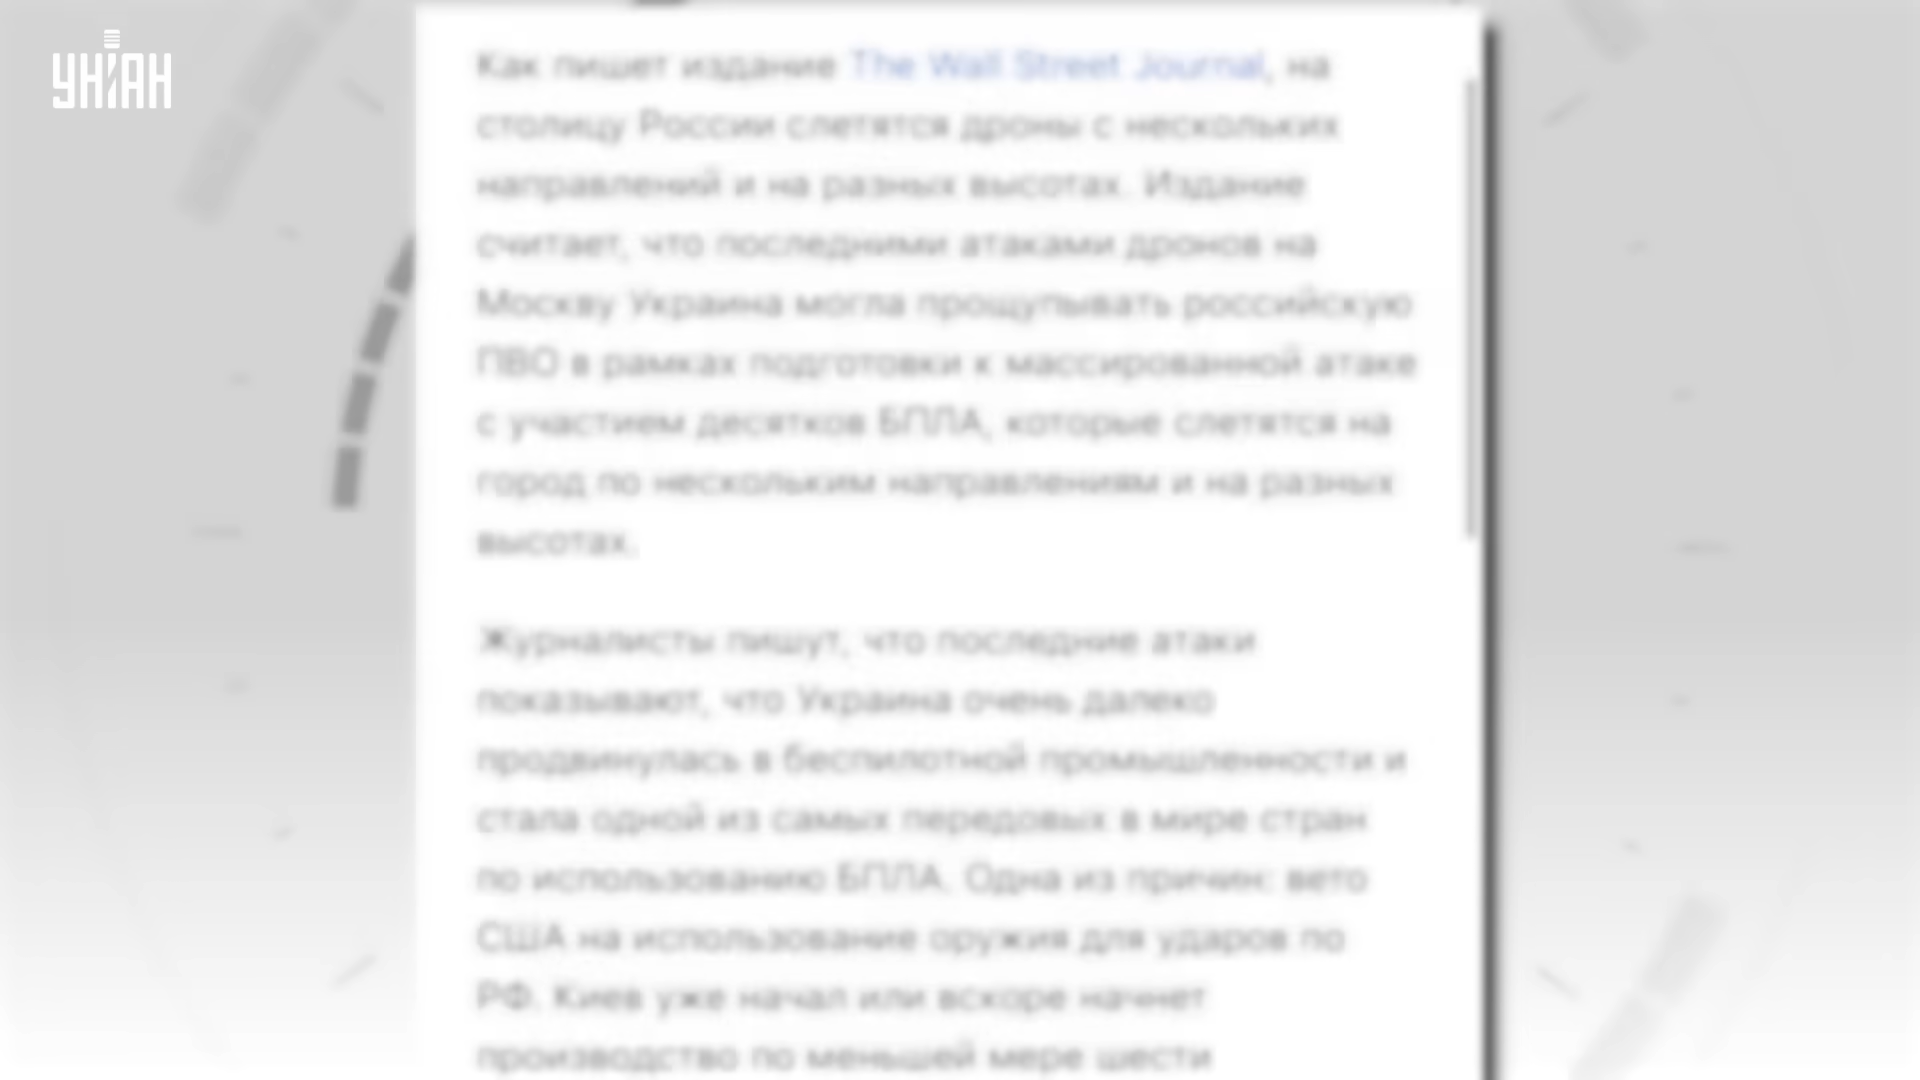 УНІАН
Как пишет издание The Wall Street Journal, на
столицу России слетятся дроны с нескольких
направлений и на разных высотах. Издание
считает, что последними атаками дронов на
Москву Украина могла прощупывать российскую
ПВО в рамках подготовки к массированной атаке
с участием десятков БПЛА, которые слетятся на
город по нескольким направлениям и на разных
высотах.
Журналисты пишут, что последние атаки
показывают, что Украина очень далеко
продвинулась в беспилотной промышленности и
стала одной из самых передовых в мире стран
по использованию БПЛА. Одна из причин: вето
США на использование оружия для ударов по
РФ. Киев уже начал или вскоре начнет
производство по меньшей мере шести